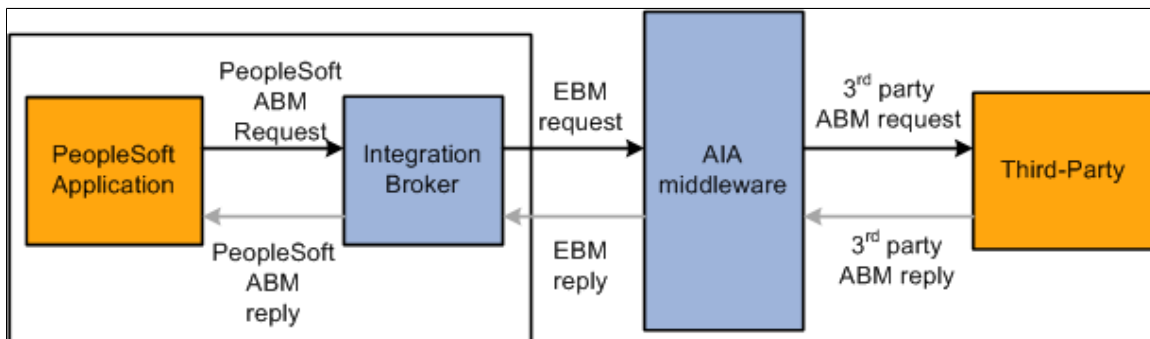 PeopleSoft
ABM
Request
EBM
request
3rd party
ABM request
PeopleSoft
Application
Integration
Broker
AIA
middleware
Third-Party
PeopleSoft
ABM
reply
EBM
reply
3rd party
ABM reply